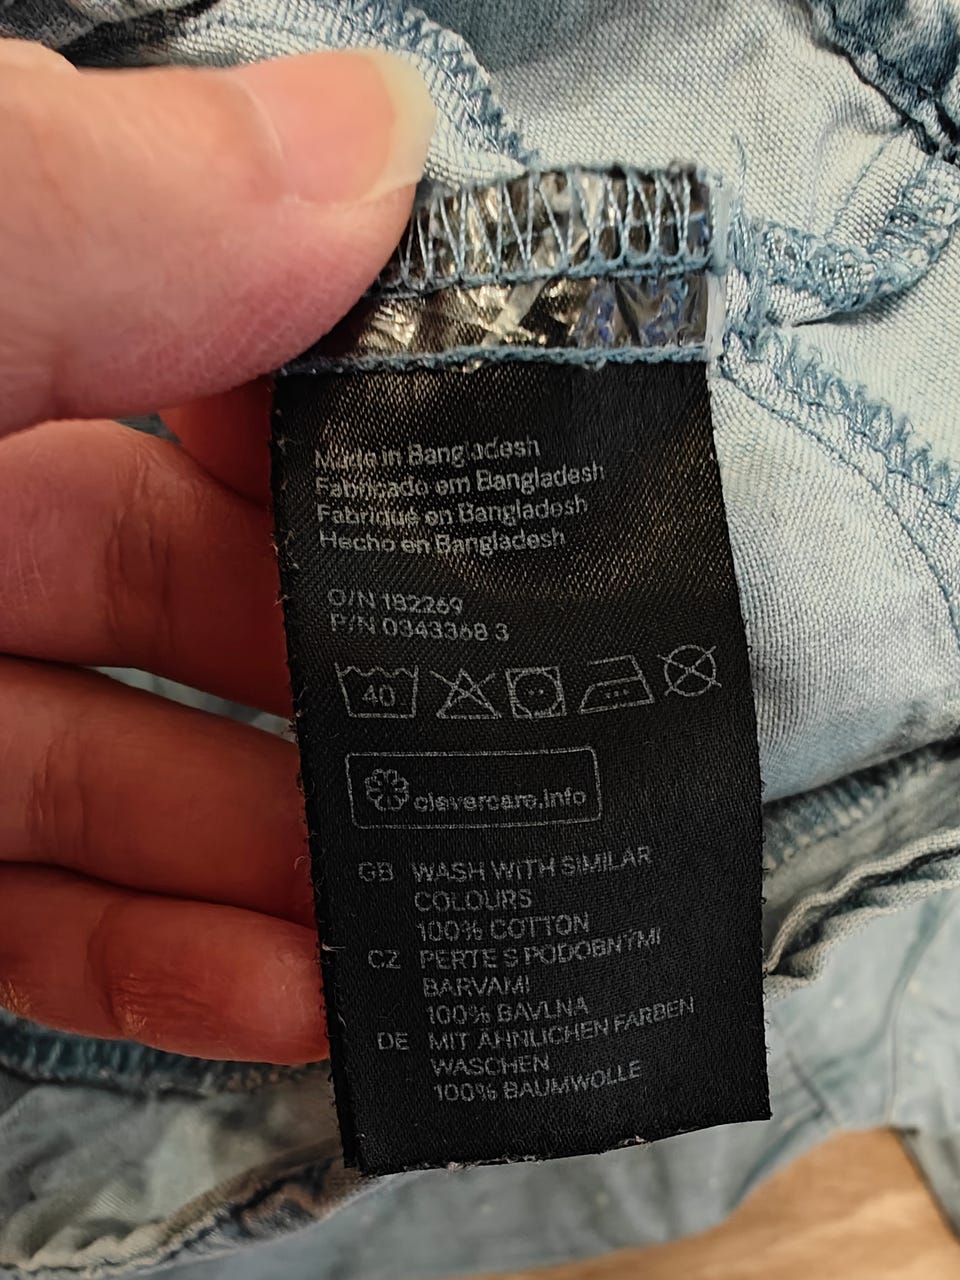 Made in Bangladesh
Fabricado em Bangladesh
Fabriqué en Bangladesh
Hecho en Bangladesh
O/N 182269
P/N 0343368 3
40
clevercare.info
GB WASH WITH SIMILAR
COLOURS
100% COTTON
CZ PERTE S PODOBNÝMI
BARVAMI
100% BAVLNA
DE MIT ÄHNLICHEN FARBEN
WASCHEN
100% BAUMWOLLE